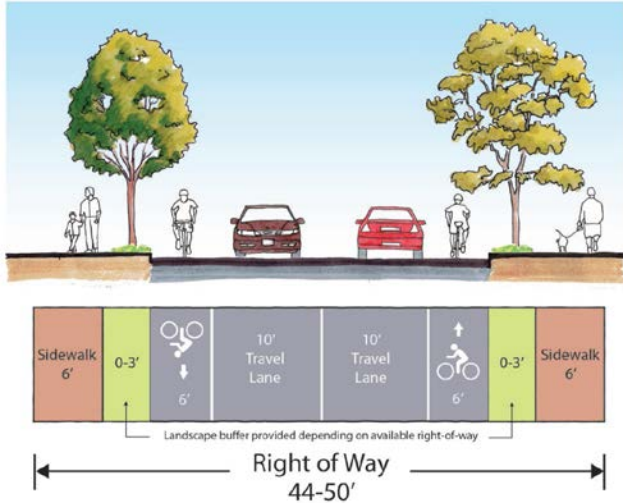 Sidewalk
6'
0-3'
6'
10'
Travel
Lane
10'
Travel
Lane
6'
0-3'
Sidewalk
6'
Landscape buffer provided depending on available right-of-way
Right of Way
44-50'